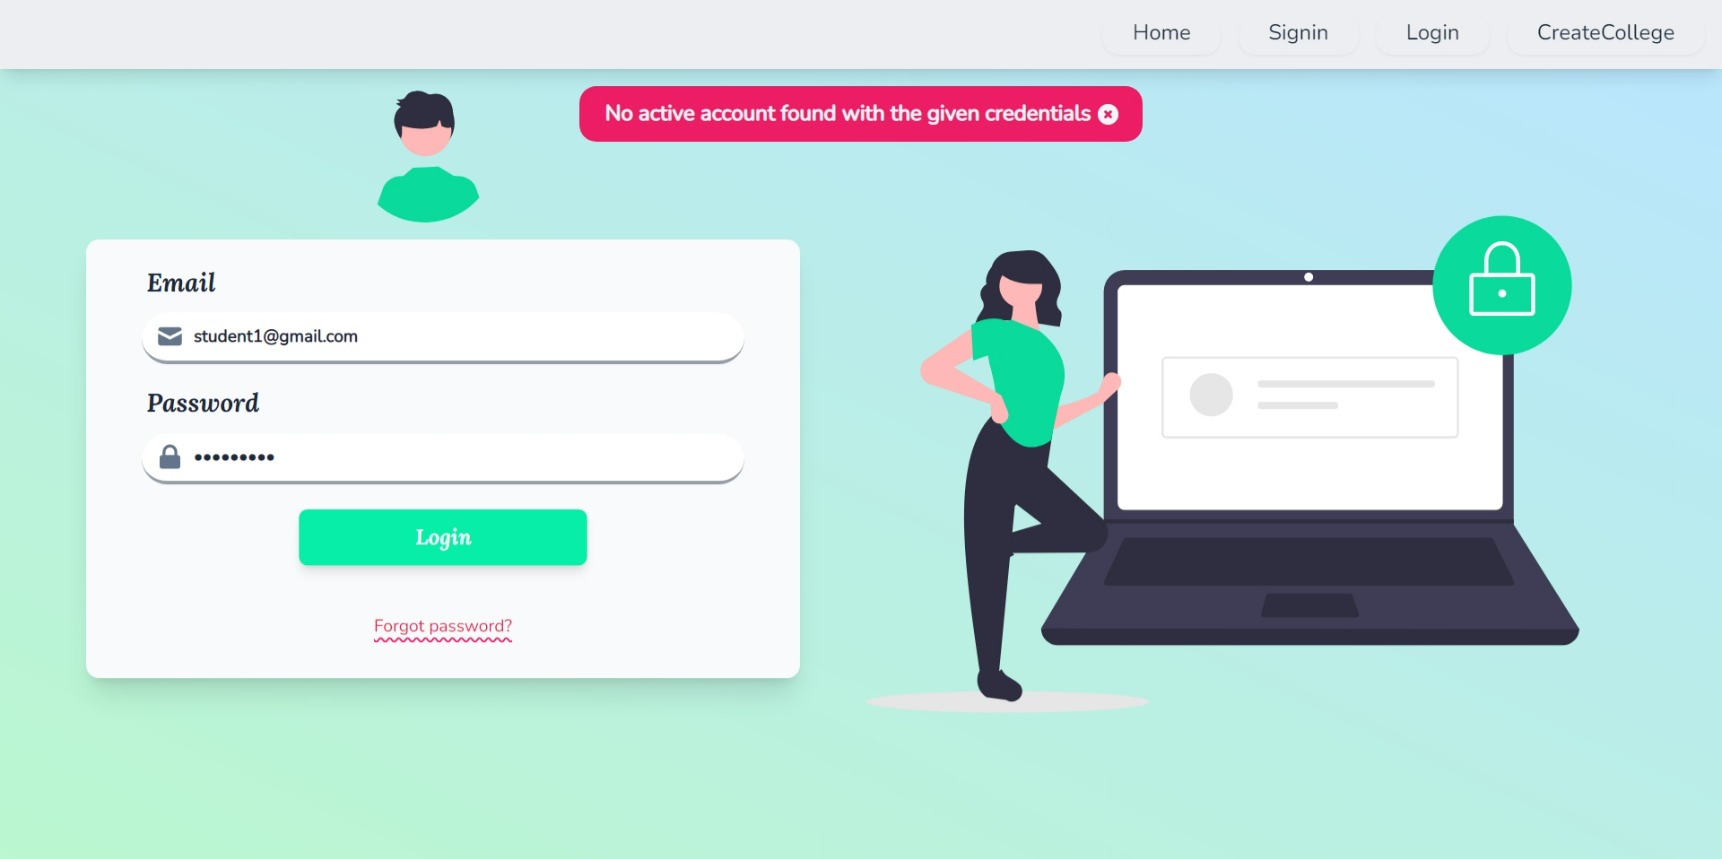 Home Signin Login CreateCollege
No active account found with the given credentials
Email
student1@gmail.com
Password
•••••••••
Login
Forgot password?